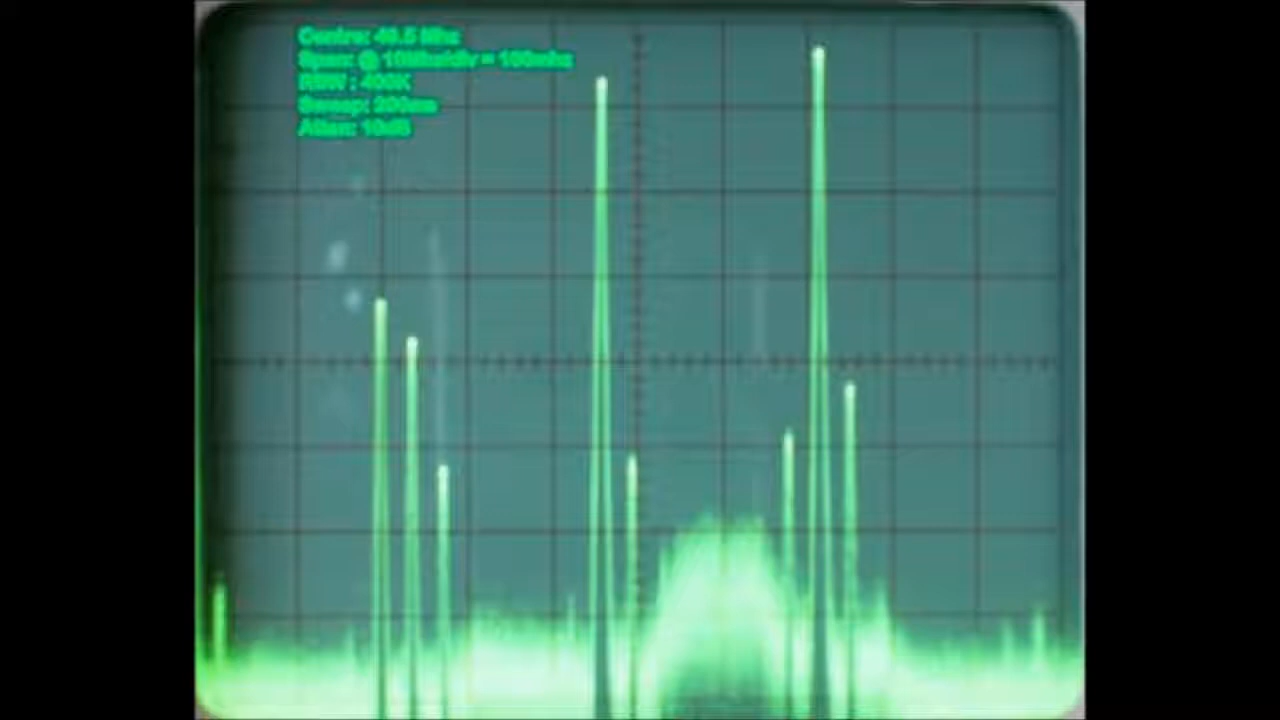 Centre: 49.5 Mhz
Span: @ 10Mhz/div = 100mhz
RBW : 400K
Sweep: 200ms
Atten: 10dB